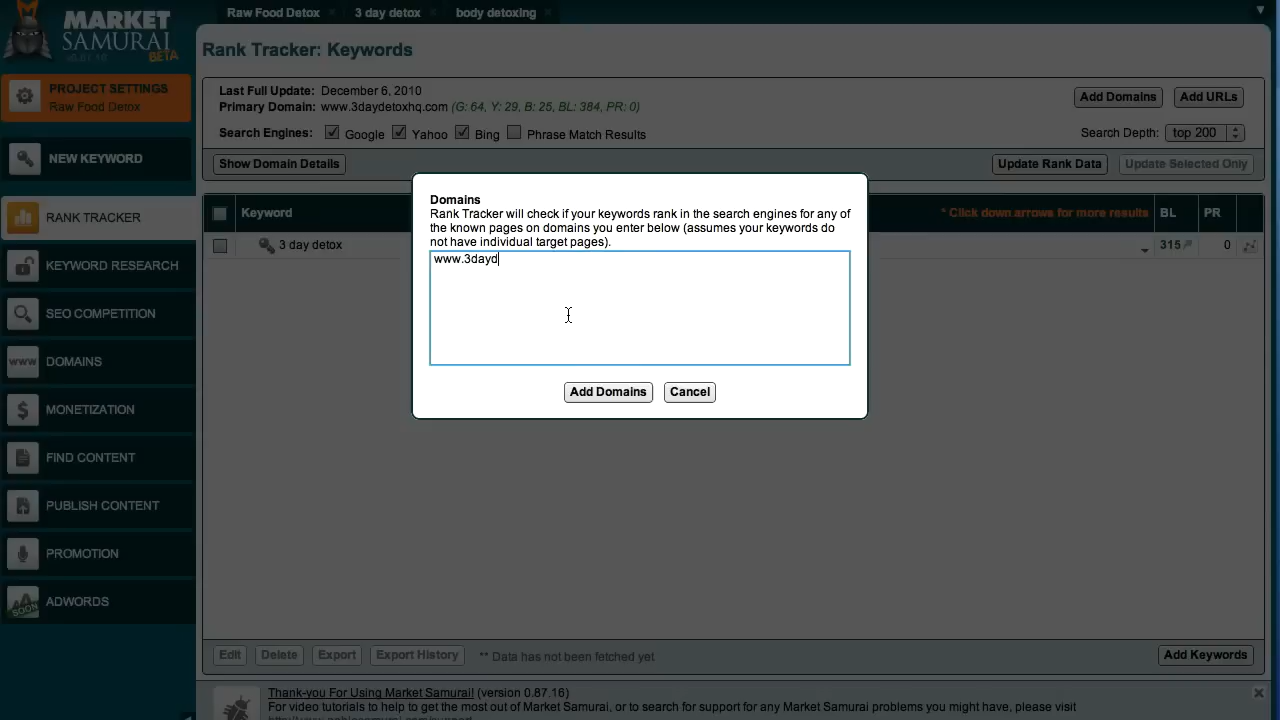 Raw Food Detox × 3 day detox × body detoxing ×
MARKET
SAMURAI
v0.87.16 BETA
PROJECT SETTINGS
Raw Food Detox
NEW KEYWORD
RANK TRACKER
KEYWORD RESEARCH
SEO COMPETITION
www DOMAINS
$ MONETIZATION
FIND CONTENT
PUBLISH CONTENT
PROMOTION
SOON ADWORDS
Rank Tracker: Keywords
Last Full Update: December 6, 2010
Primary Domain: www.3daydetoxhq.com (G: 64, Y: 29, B: 25, BL: 384, PR: 0)
Add Domains Add URLs
Search Engines: Google Yahoo Bing Phrase Match Results
Search Depth: top 200
Show Domain Details Update Rank Data Update Selected Only
Keyword * Click down arrows for more results BL PR
3 day detox 315 0
Domains
Rank Tracker will check if your keywords rank in the search engines for any of
the known pages on domains you enter below (assumes your keywords do
not have individual target pages).
www.3dayd
Add Domains Cancel
Edit Delete Export Export History ** Data has not been fetched yet Add Keywords
Thank-you For Using Market Samurai! (version 0.87.16)
For video tutorials to help to get the most out of Market Samurai, or to search for support for any Market Samurai problems you might have, please visit